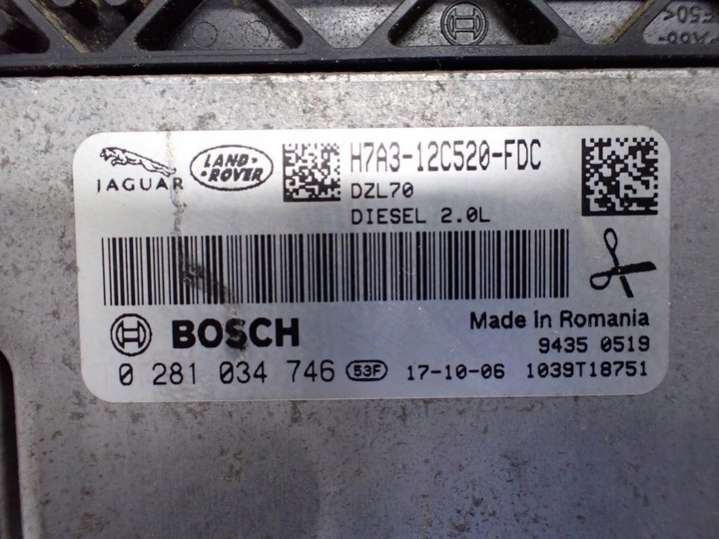 JAGUAR
LAND-
-ROVER
H7A3-12C520-FDC
DZL70
DIESEL 2.0L
BOSCH
Made in Romania
9435 0519
0 281 034 746 53F 17-10-06 1039T18751